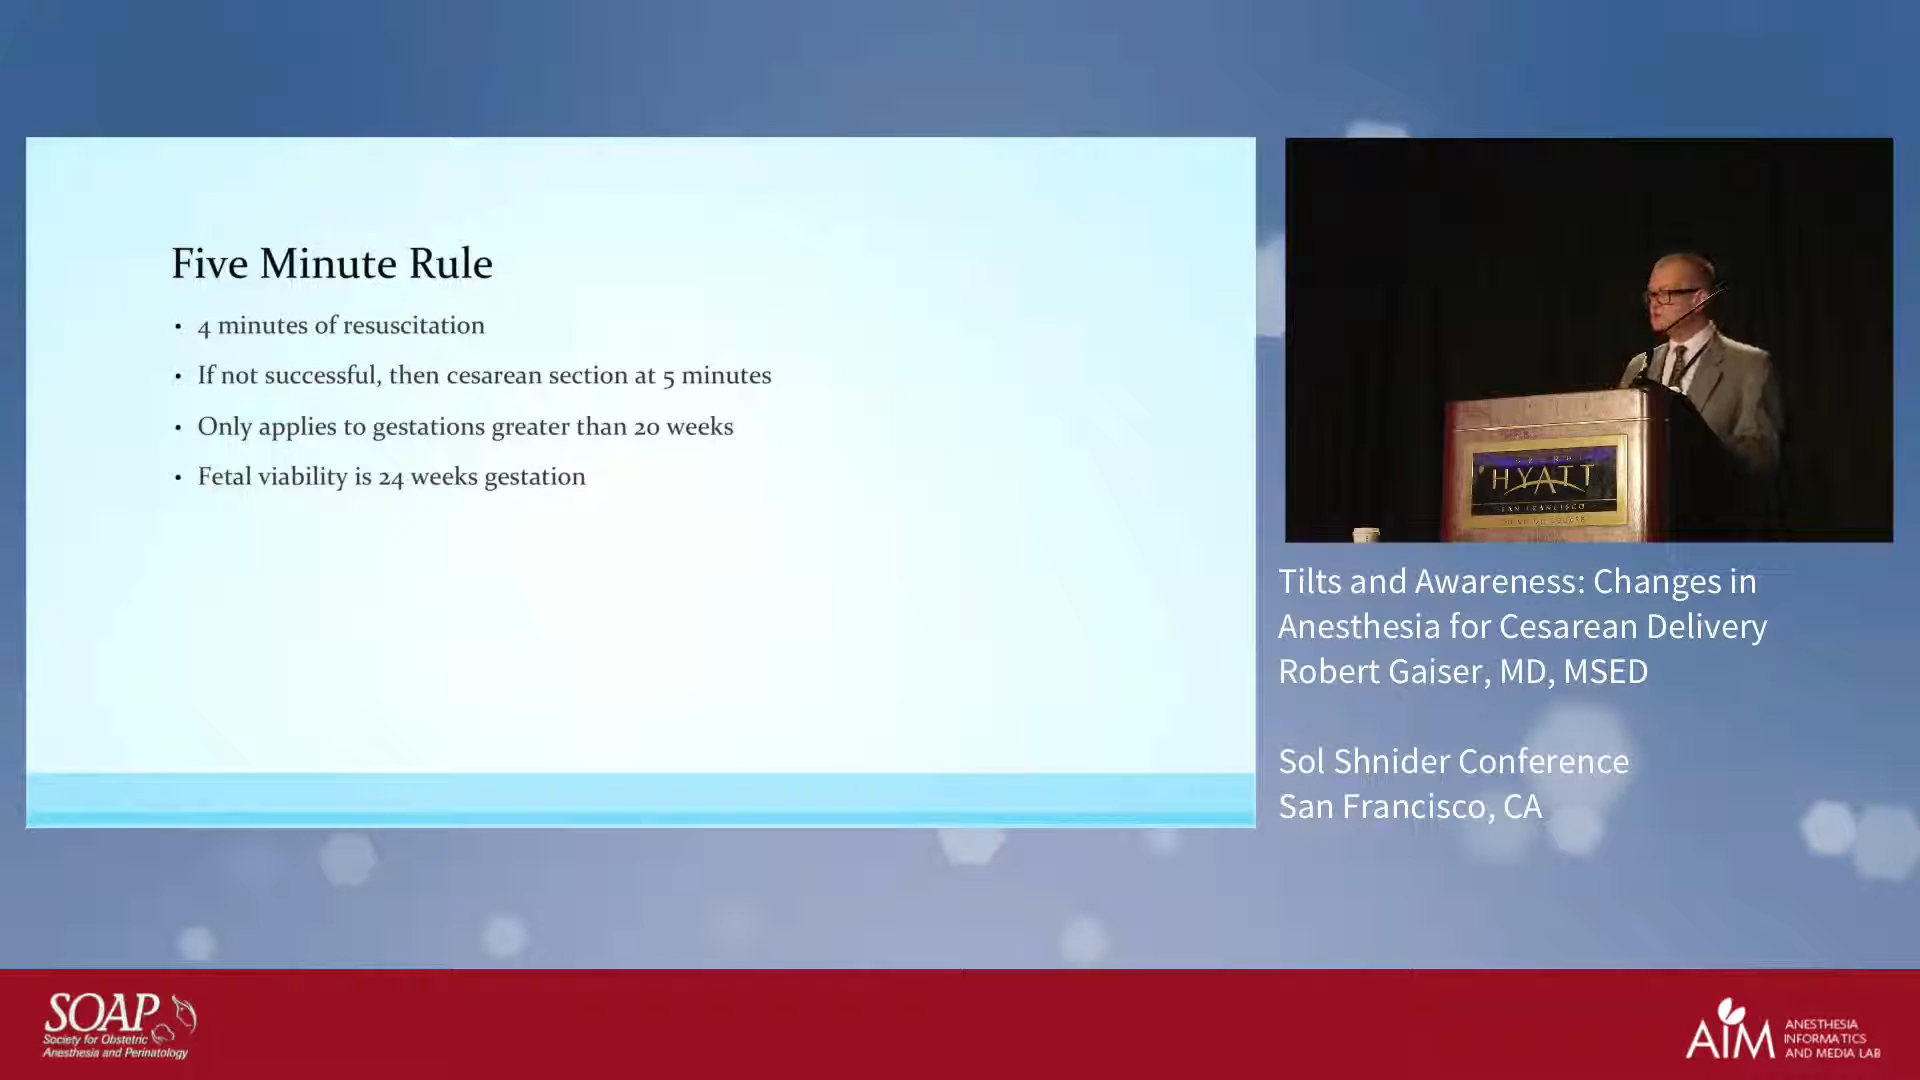 Five Minute Rule
• 4 minutes of resuscitation
• If not successful, then cesarean section at 5 minutes
• Only applies to gestations greater than 20 weeks
• Fetal viability is 24 weeks gestation
HYATT
SAN FRANCISCO
Tilts and Awareness: Changes in
Anesthesia for Cesarean Delivery
Robert Gaiser, MD, MSED
Sol Shnider Conference
San Francisco, CA
SOAP
Society for Obstetric
Anesthesia and Perinatology
AIM
ANESTHESIA
INFORMATICS
AND MEDIA LAB